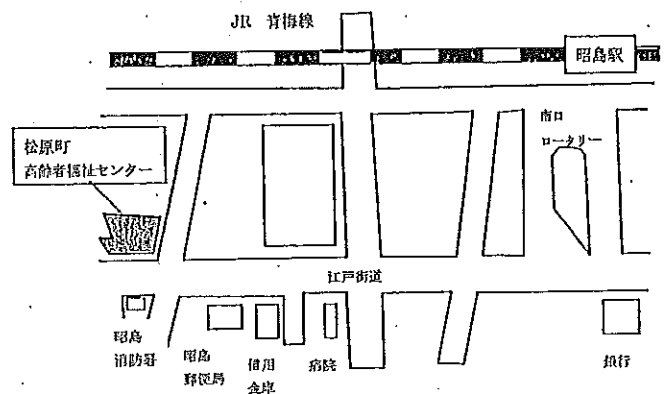 JR 青梅線
昭島駅
南口
ロータリー
松原町
高齢者福祉センター
江戸街道
昭島
消防署
昭島
郵便局
信用
金庫
病院
銀行